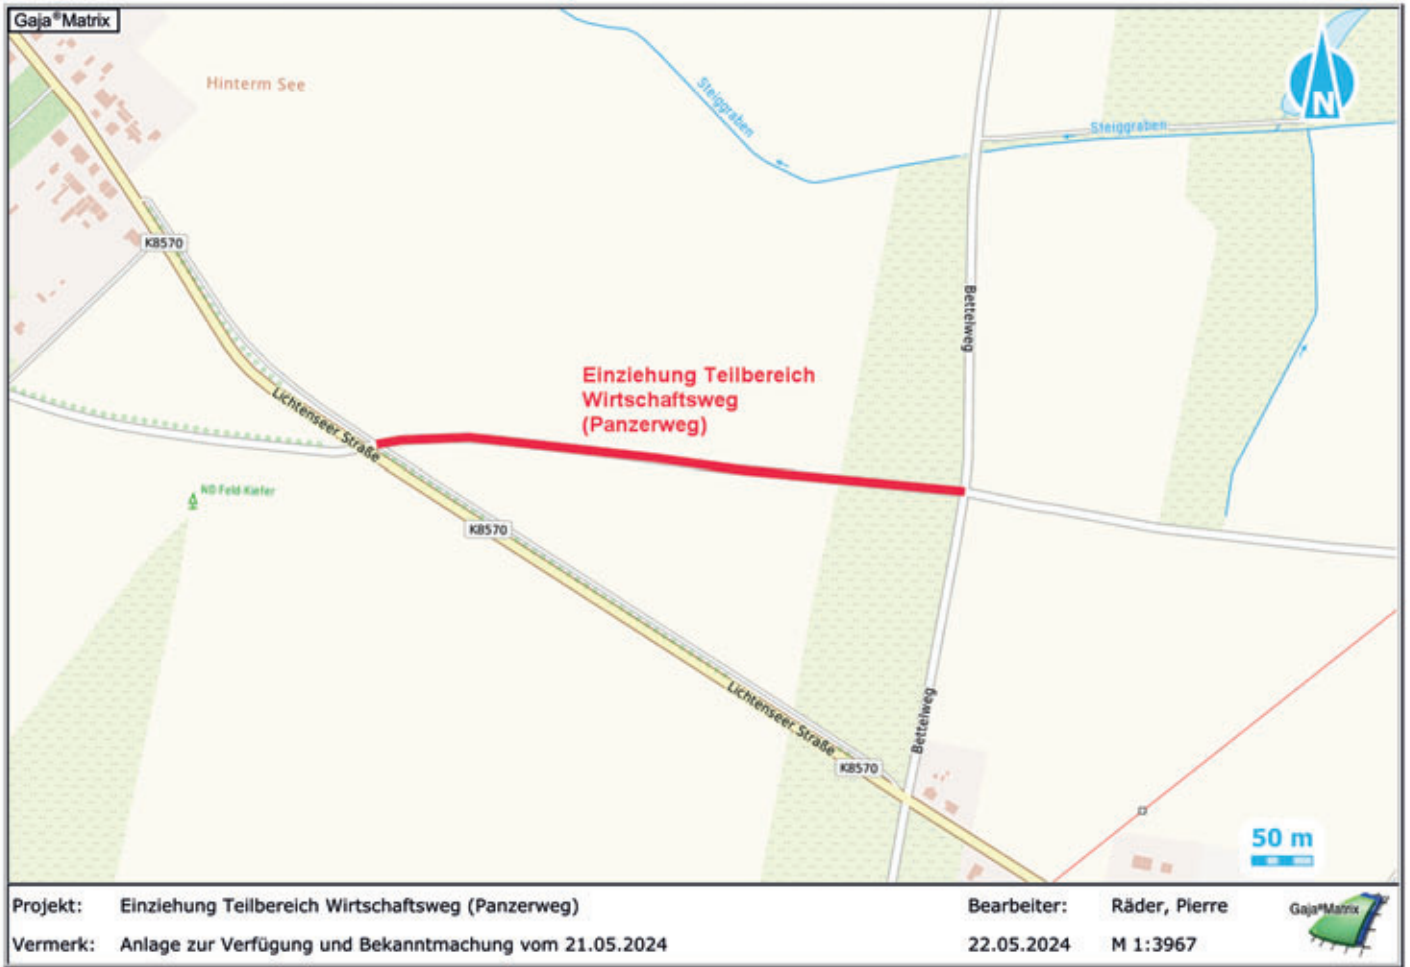 Gaja®Matrix
Hinterm See
Steiggraben
Steiggraben
N
K8570
Bettelweg
Einziehung Teilbereich
Wirtschaftsweg
(Panzerweg)
Lichtenseer Straße
ND Feld-Kiefer
K8570
Lichtenseer Straße
Bettelweg
K8570
50 m
Projekt: Einziehung Teilbereich Wirtschaftsweg (Panzerweg) Bearbeiter: Räder, Pierre
Gaja®Matrix
Vermerk: Anlage zur Verfügung und Bekanntmachung vom 21.05.2024 22.05.2024 M 1:3967